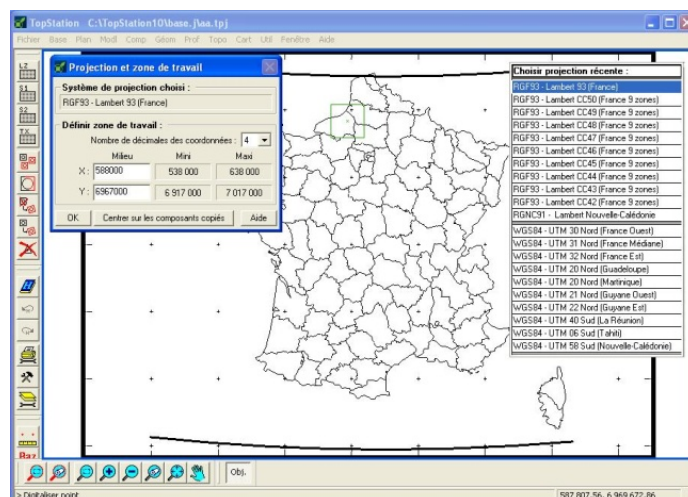 TopStation C:\TopStation10\base.j\aa.tpj
Fichier Base Plan Modl Comp Géom Prof Topo Cart Util Fenêtre Aide
LZ
S1
S2
TX
Projection et zone de travail
Système de projection choisi :
RGF93 - Lambert 93 (France)
Définir zone de travail :
Nombre de décimales des coordonnées : 4
Milieu Mini Maxi
X : 588000 538 000 638 000
Y : 6967000 6 917 000 7 017 000
OK Centrer sur les composants copiés Aide
Choisir projection récente :
RGF93 - Lambert 93 (France)
RGF93 - Lambert CC50 (France 9 zones)
RGF93 - Lambert CC49 (France 9 zones)
RGF93 - Lambert CC48 (France 9 zones)
RGF93 - Lambert CC47 (France 9 zones)
RGF93 - Lambert CC46 (France 9 zones)
RGF93 - Lambert CC45 (France 9 zones)
RGF93 - Lambert CC44 (France 9 zones)
RGF93 - Lambert CC43 (France 9 zones)
RGF93 - Lambert CC42 (France 9 zones)
RGNC91 - Lambert Nouvelle-Calédonie
WGS84 - UTM 30 Nord (France Ouest)
WGS84 - UTM 31 Nord (France Médiane)
WGS84 - UTM 32 Nord (France Est)
WGS84 - UTM 20 Nord (Guadeloupe)
WGS84 - UTM 20 Nord (Martinique)
WGS84 - UTM 21 Nord (Guyane Ouest)
WGS84 - UTM 22 Nord (Guyane Est)
WGS84 - UTM 40 Sud (La Réunion)
WGS84 - UTM 06 Sud (Tahiti)
WGS84 - UTM 58 Sud (Nouvelle-Calédonie)
Raz
Obj.
> Digitaliser point 587 807.56, 6 969 672.86